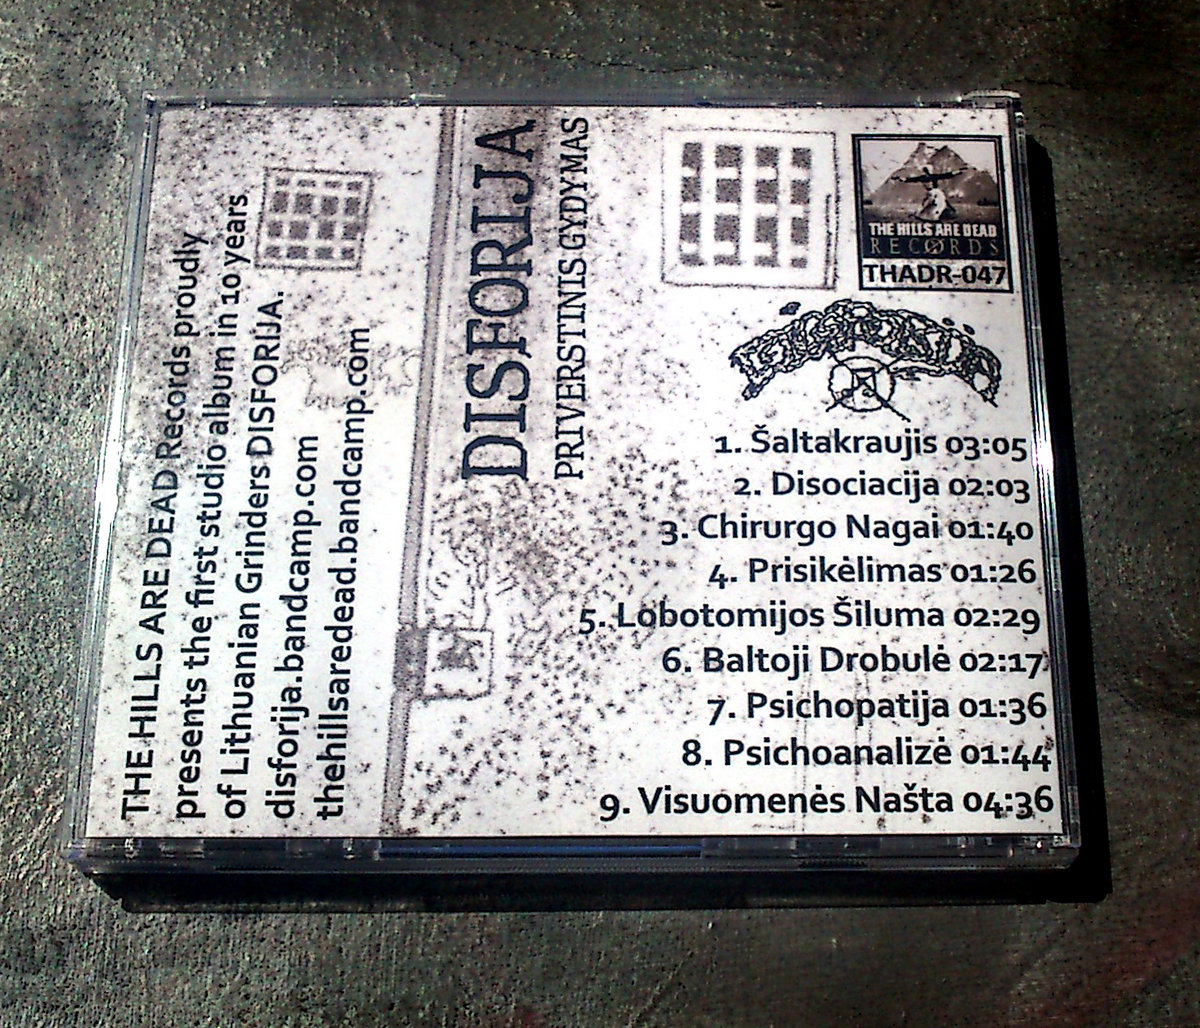 THE HILLS ARE DEAD Records proudly
presents the first studio album in 10 years
of Lithuanian Grinders DISFORIJA.
disforija.bandcamp.com
thehillsaredead.bandcamp.com
DISFORIJA
PRIVERSTINIS GYDYMAS
THE HILLS ARE DEAD
RECORDS
THADR-047
1. Šaltakraujis 03:05
2. Disociacija 02:03
3. Chirurgo Nagai 01:40
4. Prisikėlimas 01:26
5. Lobotomijos Šiluma 02:29
6. Baltoji Drobulė 02:17
7. Psichopatija 01:36
8. Psichoanalizė 01:44
9. Visuomenės Našta 04:36